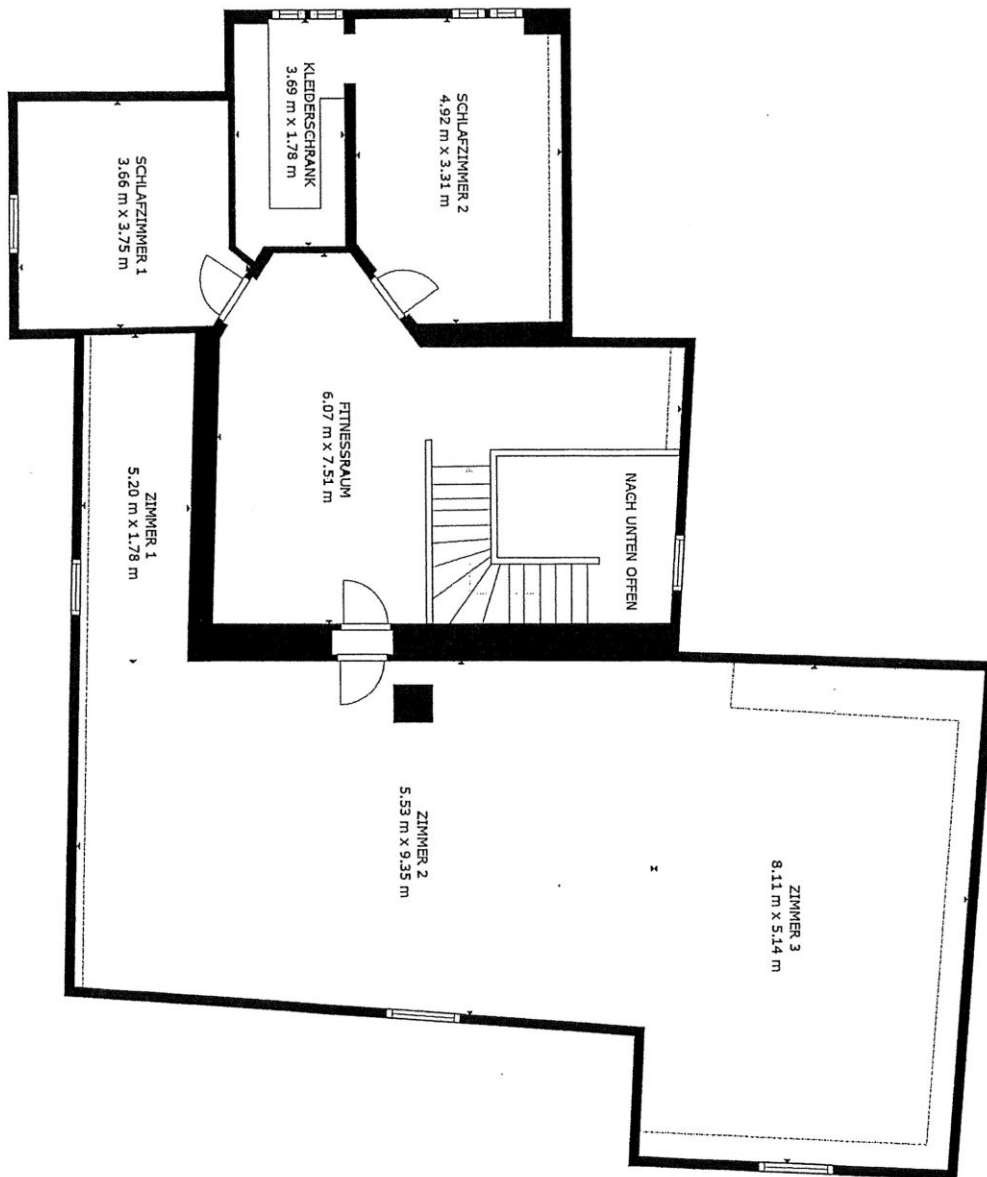 KLEIDERSCHRANK
3.69 m x 1.78 m
SCHLAFZIMMER 2
4.92 m x 3.31 m
SCHLAFZIMMER 1
3.66 m x 3.75 m
FITNESSRAUM
6.07 m x 7.51 m
NACH UNTEN OFFEN
ZIMMER 1
5.20 m x 1.78 m
ZIMMER 2
5.53 m x 9.35 m
ZIMMER 3
8.11 m x 5.14 m